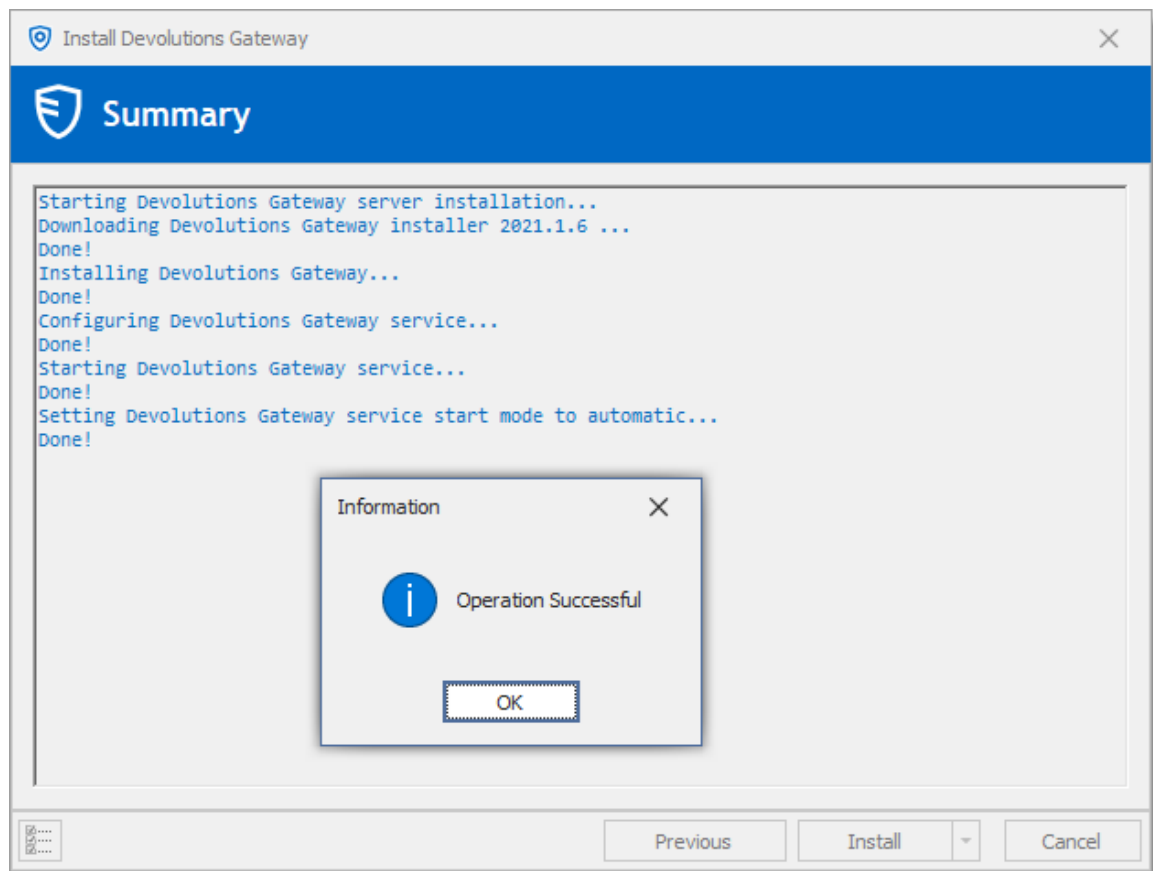 Install Devolutions Gateway
Summary
Starting Devolutions Gateway server installation...
Downloading Devolutions Gateway installer 2021.1.6 ...
Done!
Installing Devolutions Gateway...
Done!
Configuring Devolutions Gateway service...
Done!
Starting Devolutions Gateway service...
Done!
Setting Devolutions Gateway service start mode to automatic...
Done!
Information
Operation Successful
OK
Previous
Install
Cancel